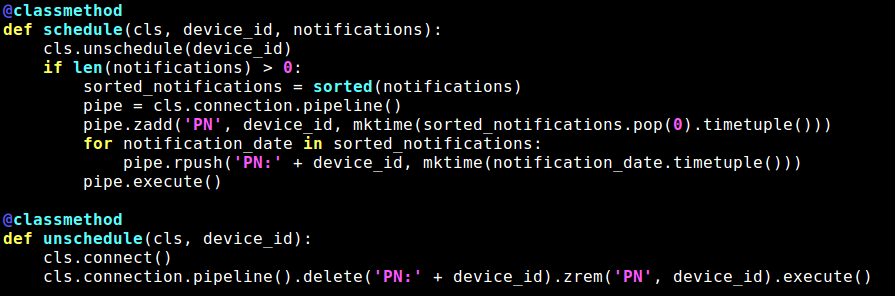 @classmethod
def schedule(cls, device_id, notifications):
    cls.unschedule(device_id)
    if len(notifications) > 0:
        sorted_notifications = sorted(notifications)
        pipe = cls.connection.pipeline()
        pipe.zadd('PN', device_id, mktime(sorted_notifications.pop(0).timetuple()))
        for notification_date in sorted_notifications:
            pipe.rpush('PN:' + device_id, mktime(notification_date.timetuple()))
        pipe.execute()

@classmethod
def unschedule(cls, device_id):
    cls.connect()
    cls.connection.pipeline().delete('PN:' + device_id).zrem('PN', device_id).execute()